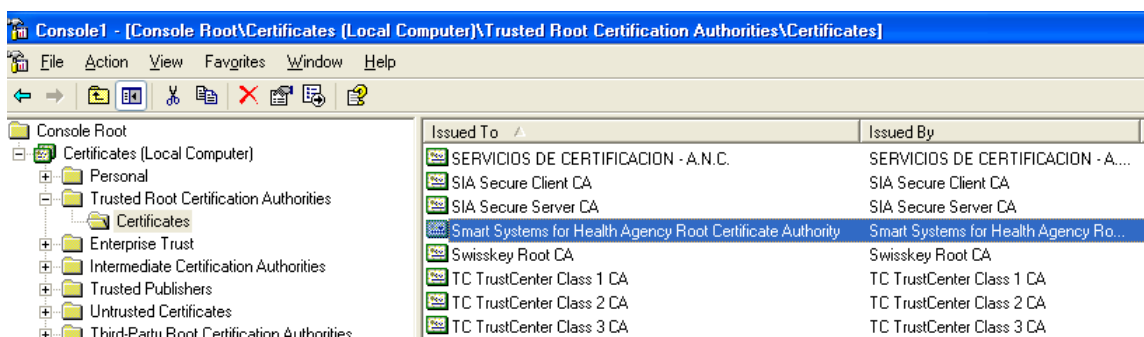 Console1 - [Console Root\Certificates (Local Computer)\Trusted Root Certification Authorities\Certificates]
File Action View Favorites Window Help
Console Root
Certificates (Local Computer)
Personal
Trusted Root Certification Authorities
Certificates
Enterprise Trust
Intermediate Certification Authorities
Trusted Publishers
Untrusted Certificates
Third-Party Root Certification Authorities
Issued To Issued By
SERVICIOS DE CERTIFICACION - A.N.C. SERVICIOS DE CERTIFICACION - A....
SIA Secure Client CA SIA Secure Client CA
SIA Secure Server CA SIA Secure Server CA
Smart Systems for Health Agency Root Certificate Authority Smart Systems for Health Agency Ro...
Swisskey Root CA Swisskey Root CA
TC TrustCenter Class 1 CA TC TrustCenter Class 1 CA
TC TrustCenter Class 2 CA TC TrustCenter Class 2 CA
TC TrustCenter Class 3 CA TC TrustCenter Class 3 CA